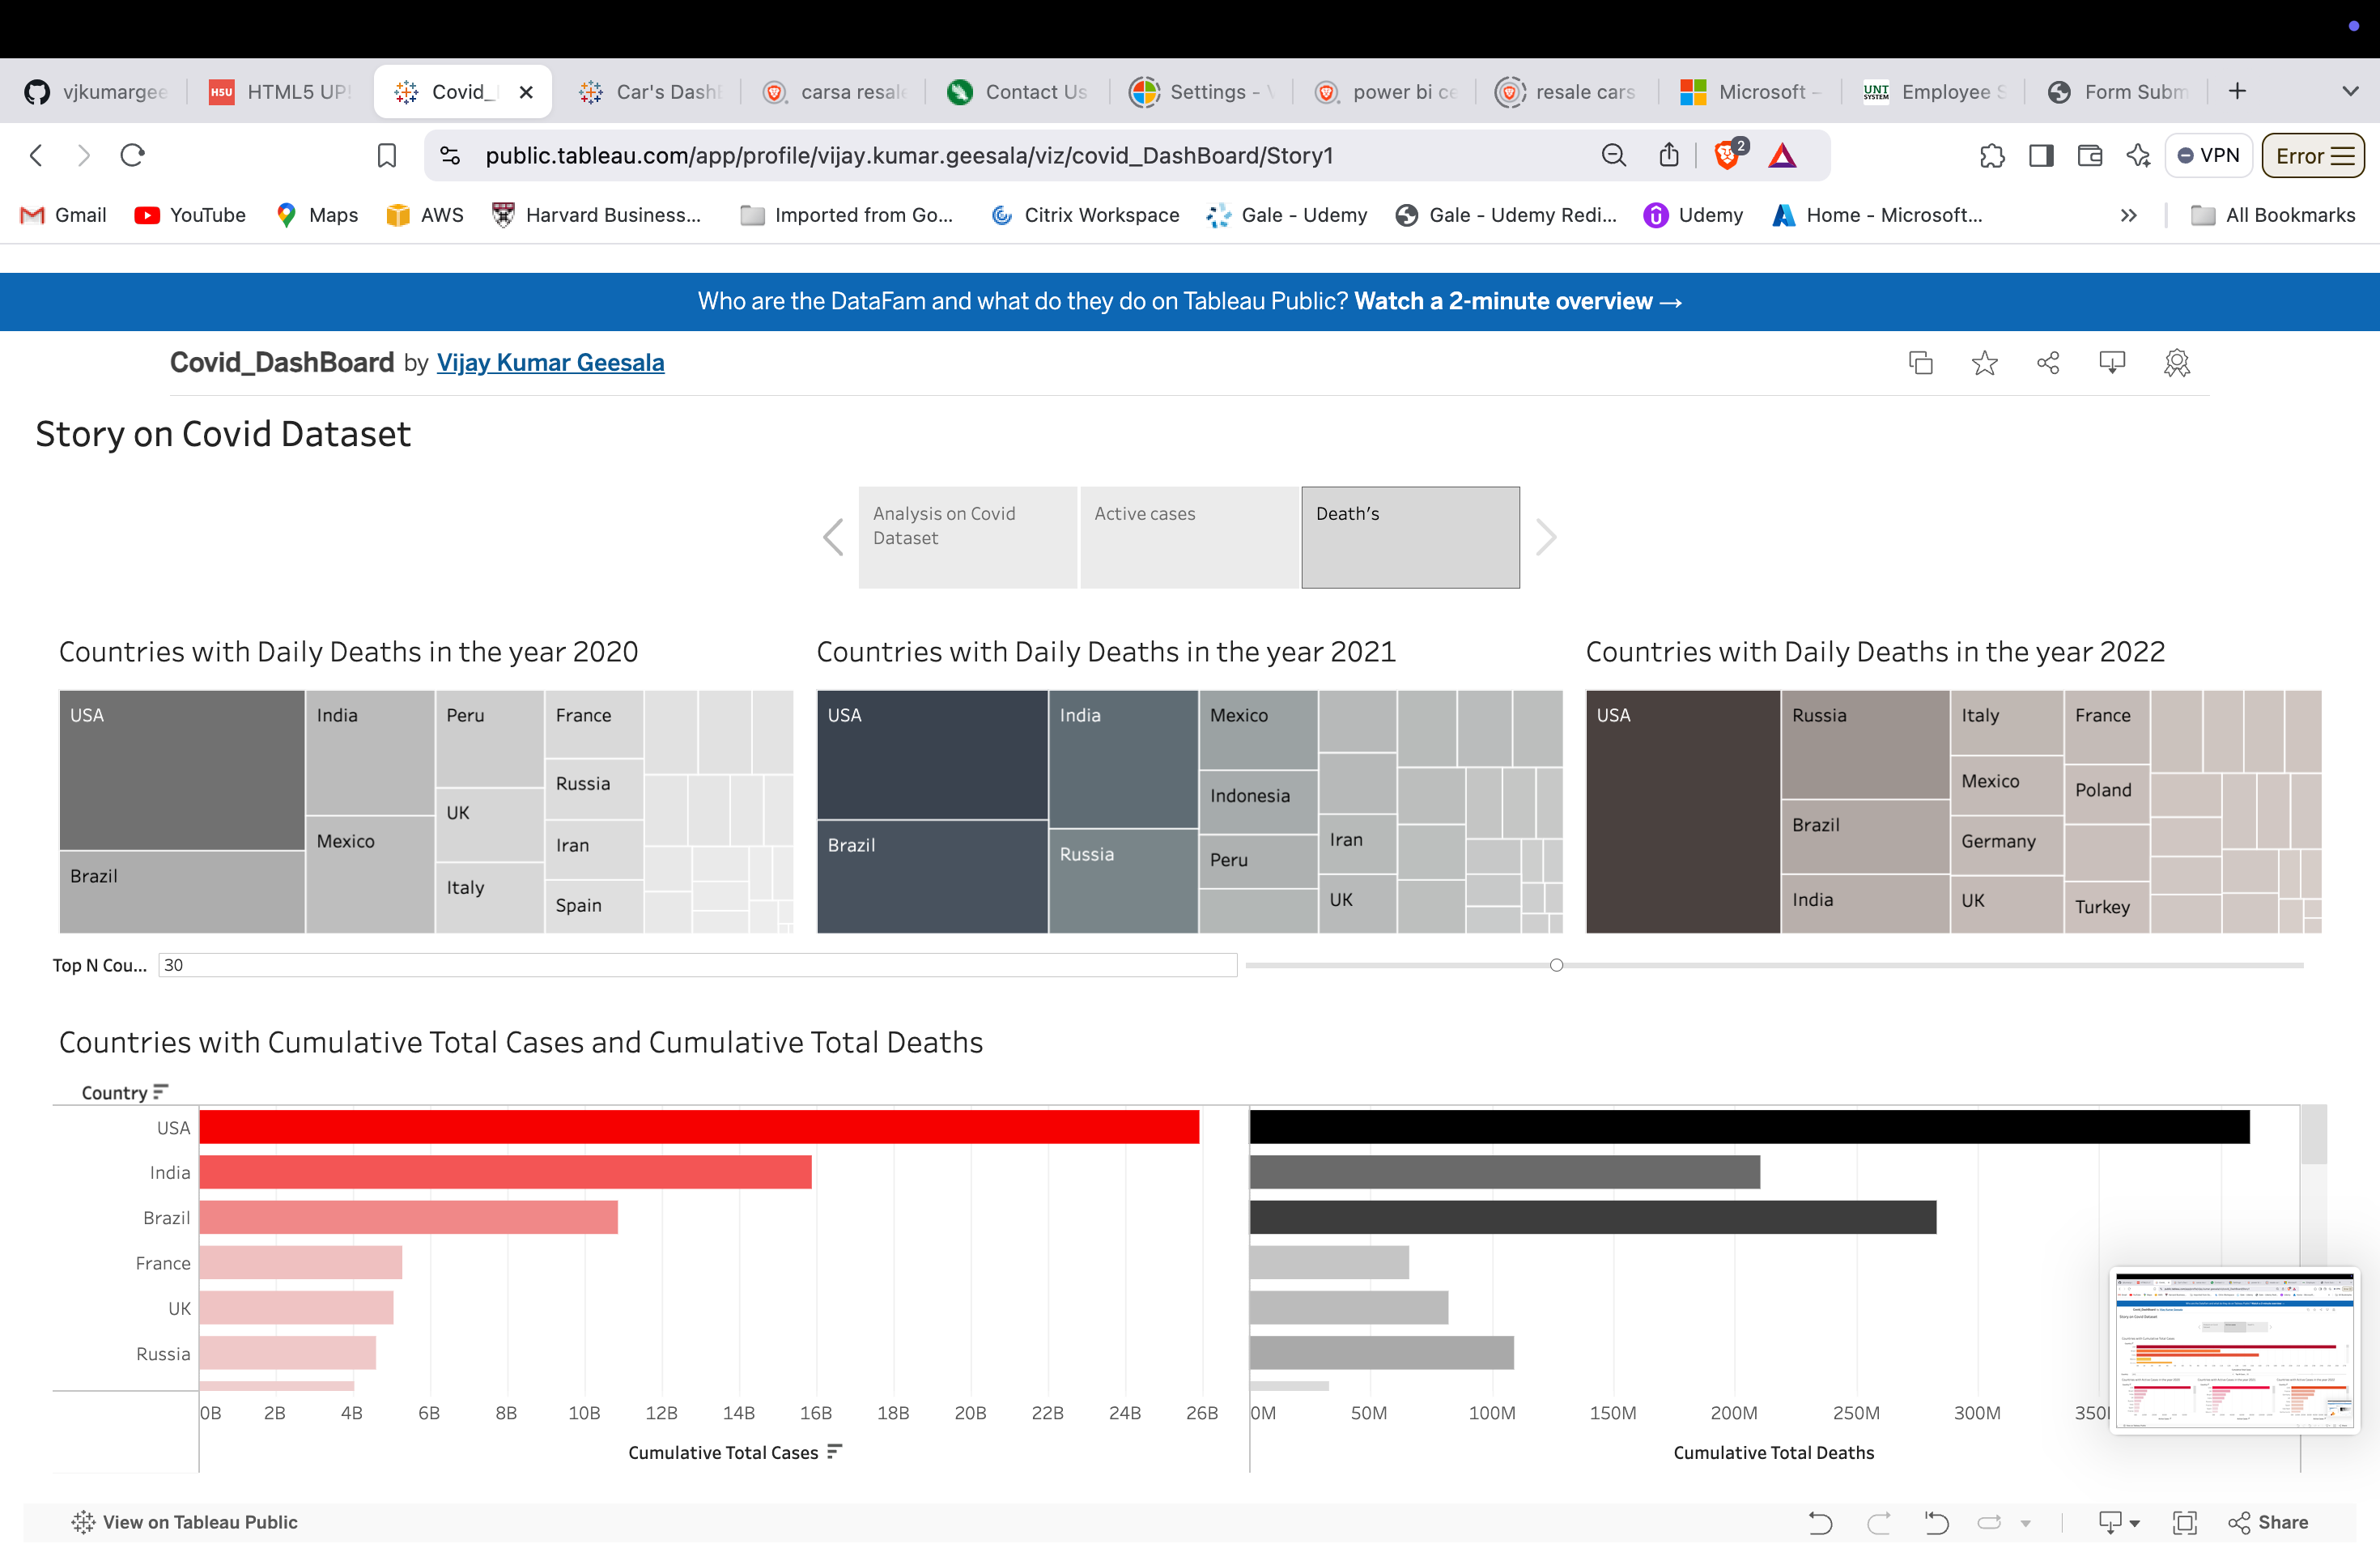 vjkumargee
H5U HTML5 UP!
Covid_
Car's Dash
carsa resale
Contact Us
Settings -
power bi ce
resale cars
Microsoft –
UNT SYSTEM Employee S
Form Subm
public.tableau.com/app/profile/vijay.kumar.geesala/viz/covid_DashBoard/Story1
2
VPN
Error
Gmail
YouTube
Maps
AWS
Harvard Business...
Imported from Go...
Citrix Workspace
Gale - Udemy
Gale - Udemy Redi...
Udemy
Home - Microsoft...
All Bookmarks
Who are the DataFam and what do they do on Tableau Public? Watch a 2-minute overview →
Covid_DashBoard by Vijay Kumar Geesala
Story on Covid Dataset
Analysis on Covid
Dataset
Active cases
Death's
Countries with Daily Deaths in the year 2020
USA
India
Peru
France
Russia
UK
Mexico
Iran
Brazil
Italy
Spain
Countries with Daily Deaths in the year 2021
USA
India
Mexico
Indonesia
Iran
Brazil
Russia
Peru
UK
Countries with Daily Deaths in the year 2022
USA
Russia
Italy
France
Mexico
Poland
Brazil
Germany
India
UK
Turkey
Top N Cou...
30
Countries with Cumulative Total Cases and Cumulative Total Deaths
Country
USA
India
Brazil
France
UK
Russia
0B 2B 4B 6B 8B 10B 12B 14B 16B 18B 20B 22B 24B 26B
Cumulative Total Cases
0M 50M 100M 150M 200M 250M 300M
Cumulative Total Deaths
View on Tableau Public
Share